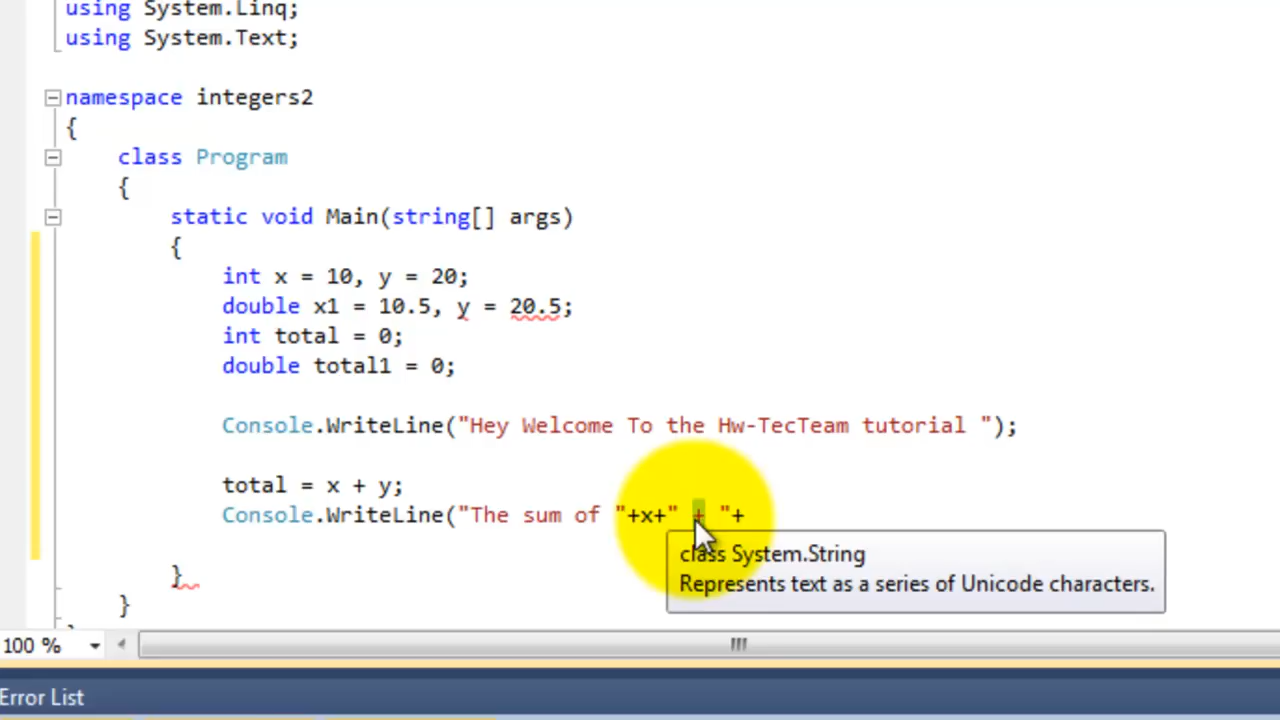 using System.Linq;
using System.Text;
namespace integers2
{
class Program
{
static void Main(string[] args)
{
int x = 10, y = 20;
double x1 = 10.5, y = 20.5;
int total = 0;
double total1 = 0;
Console.WriteLine("Hey Welcome To the Hw-TecTeam tutorial ");
total = x + y;
Console.WriteLine("The sum of "+x+" + "+
class System.String
Represents text as a series of Unicode characters.
}
}
100 %
Error List